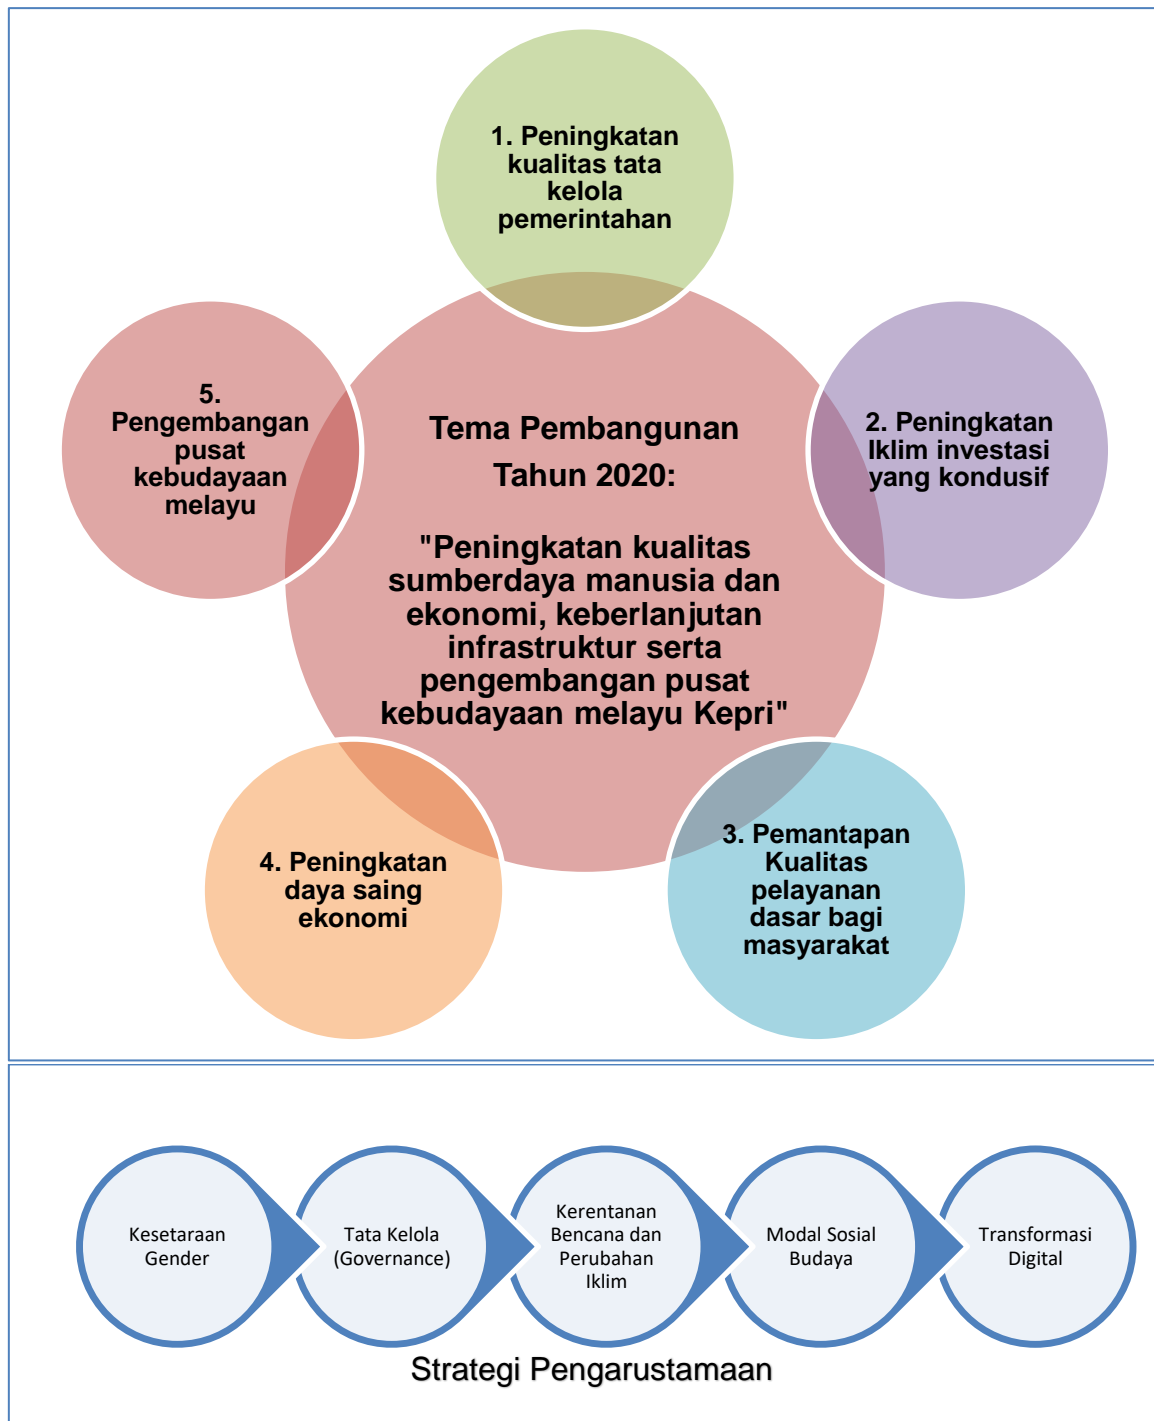 1. Peningkatan
kualitas tata
kelola
pemerintahan
5.
Pengembangan
pusat
kebudayaan
melayu
Tema Pembangunan
Tahun 2020:
"Peningkatan kualitas
sumberdaya manusia dan
ekonomi, keberlanjutan
infrastruktur serta
pengembangan pusat
kebudayaan melayu Kepri"
2. Peningkatan
Iklim investasi
yang kondusif
4. Peningkatan
daya saing
ekonomi
3. Pemantapan
Kualitas
pelayanan
dasar bagi
masyarakat
Kesetaraan
Gender
Tata Kelola
(Governance)
Kerentanan
Bencana dan
Perubahan
Iklim
Modal Sosial
Budaya
Transformasi
Digital
Strategi Pengarustamaan